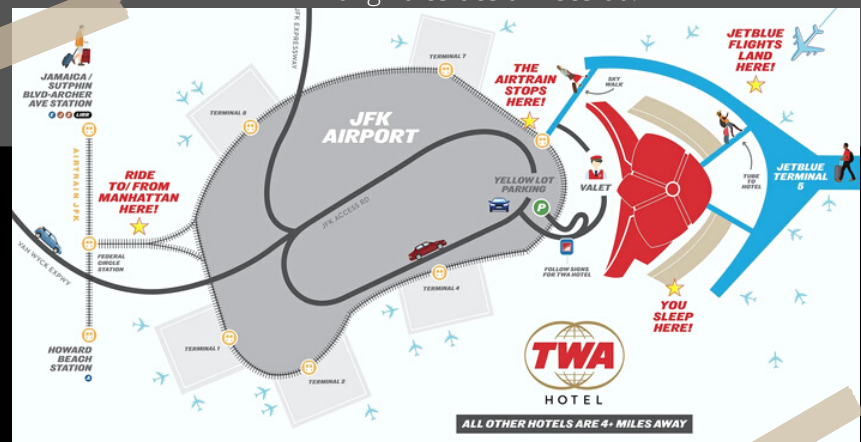 JAMAICA /
SUTPHIN
BLVD-ARCHER
AVE STATION
E J Z LIRR
AIRTRAIN JFK
RIDE
TO/ FROM
MANHATTAN
HERE!
VAN WYCK EXPWY
FEDERAL
CIRCLE
STATION
HOWARD
BEACH
STATION
A
JFK EXPRESSWAY
TERMINAL 8
TERMINAL 7
JFK
AIRPORT
JFK ACCESS RD
TERMINAL 1
TERMINAL 2
TERMINAL 4
THE
AIRTRAIN
STOPS
HERE!
YELLOW LOT
PARKING
P
VALET
FOLLOW SIGNS
FOR TWA HOTEL
SKY
WALK
JETBLUE
FLIGHTS
LAND
HERE!
TUBE
TO
HOTEL
JETBLUE
TERMINAL
5
YOU
SLEEP
HERE!
TWA
HOTEL
ALL OTHER HOTELS ARE 4+ MILES AWAY